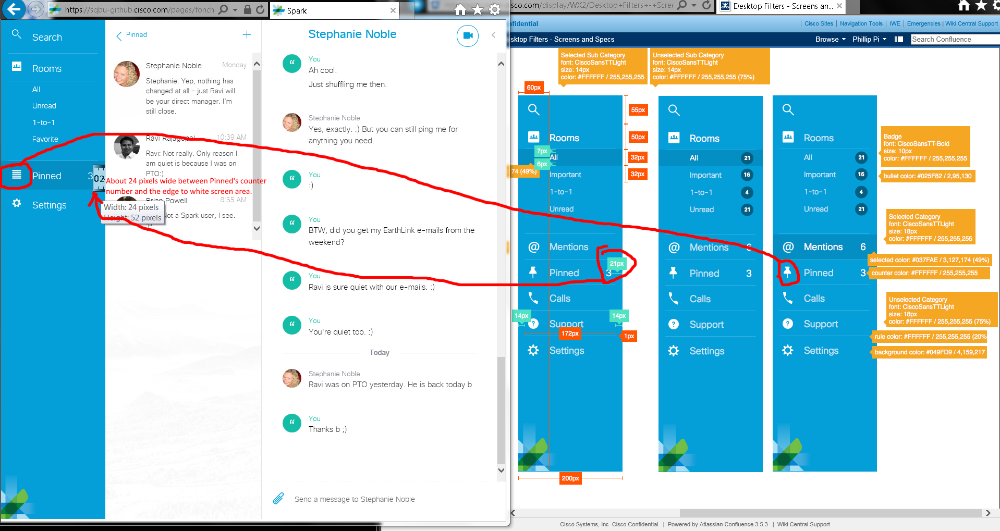 https://sqbu-github.cisco.com/pages/fonch
Spark
sco.com/display/WX2/Desktop+Filters+-+Scre
Desktop Filters - Screens an...
Search
Rooms
All
Unread
1-to-1
Favorite
Pinned
3
02
Settings
Pinned
Stephanie Noble
Monday
Stephanie: Yep, nothing has
changed at all - just Ravi will
be your direct manager. I'm
still close.
Ravi Rajagopal
10:39 AM
Ravi: Not really. Only reason I
am quiet is because I was on
PTO:)
About 24 pixels wide between Pinned's counter
number and the edge to white screen area.
Brian Powell
8:55 AM
Not a Spark user, I see.
:P
Width: 24 pixels
Height: 52 pixels
Stephanie Noble
You
Ah cool.
Just shuffling me then.
Stephanie Noble
Yes, exactly. :) But you can still ping me for
anything you need.
You
:)
You
BTW, did you get my EarthLink e-mails from the
weekend?
You
Ravi is sure quiet with our e-mails. :)
You
You're quiet too. :)
Today
Stephanie Noble
Ravi was on PTO yesterday. He is back today b
You
Thanks b ;)
Send a message to Stephanie Noble
nfidential
Cisco Sites | Navigation Tools | IWE | Emergencies | Wiki Central Support
sktop Filters - Screens and Specs
Browse
Phillip Pi
Search Confluence
Selected Sub Category
font: CiscoSansTTLight
size: 14px
color: #FFFFFF / 255,255,255
Unselected Sub Category
font: CiscoSansTTLight
size: 14px
color: #FFFFFF / 255,255,255 (75%)
60px
55px
50px
Rooms
7px
All
6px
32px
74 (49%)
32px
Important
1-to-1
Unread
Mentions
21px
Pinned
3
Calls
14px
14px
Support
172px
1px
Settings
200px
Rooms
All
21
Important
16
1-to-1
4
Unread
21
Mentions
6
Pinned
3
Calls
Support
Settings
Rooms
All
21
Important
16
1-to-1
4
Unread
21
Mentions
6
Pinned
3
Calls
Support
Settings
Badge
font: CiscoSansTT-Bold
size: 10px
color: #FFFFFF / 255,255,255
bullet color: #025F82 / 2,95,130
Selected Category
font: CiscoSansTTLight
size: 18px
color: #FFFFFF / 255,255,255
selected color: #037FAE / 3,127,174 (49%)
counter color: #FFFFFF / 255,255,255
Unselected Category
font: CiscoSansTTLight
size: 18px
color: #FFFFFF / 255,255,255 (75%)
rule color: #FFFFFF / 255,255,255 (20%
background color: #049FD9 / 4,159,217
Cisco Systems, Inc. Cisco Confidential | Powered by Atlassian Confluence 3.5.3 | Wiki Central Support